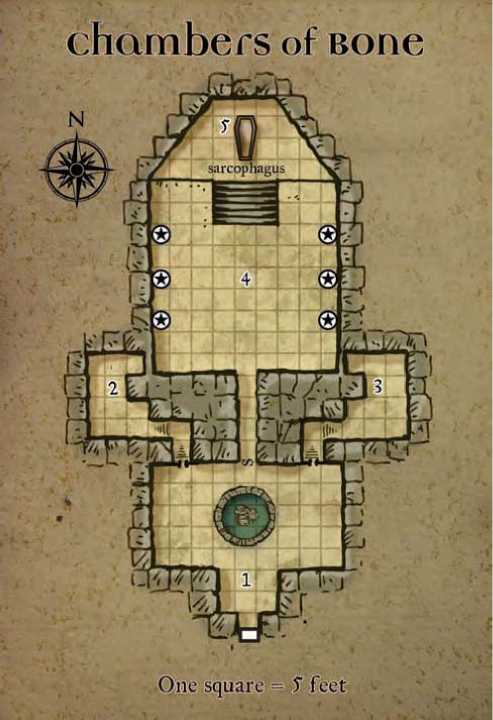 Chambers of Bone
N
5
sarcophagus
4
2
3
S
1
One square = 5 feet